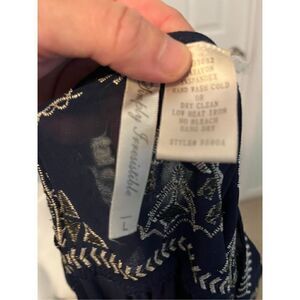 RAYON
SPANDEX
HAND WASH COLD
OR
DRY CLEAN
LOW HEAT IRON
NO BLEACH
HANG DRY
Simply Irresistible
L